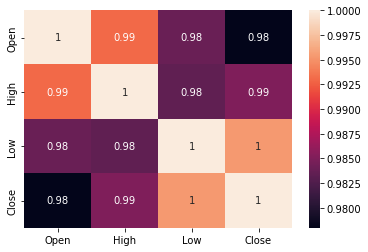 Open 1 0.99 0.98 0.98
High 0.99 1 0.98 0.99
Low 0.98 0.98 1 1
Close 0.98 0.99 1 1
Open High Low Close
1.0000
0.9975
0.9950
0.9925
0.9900
0.9875
0.9850
0.9825
0.9800